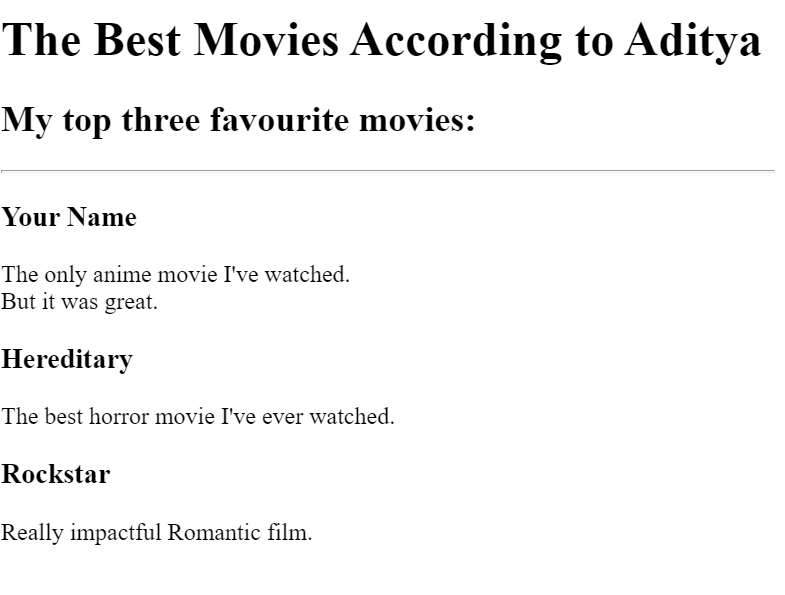 The Best Movies According to Aditya
My top three favourite movies:
Your Name
The only anime movie I've watched.
But it was great.
Hereditary
The best horror movie I've ever watched.
Rockstar
Really impactful Romantic film.